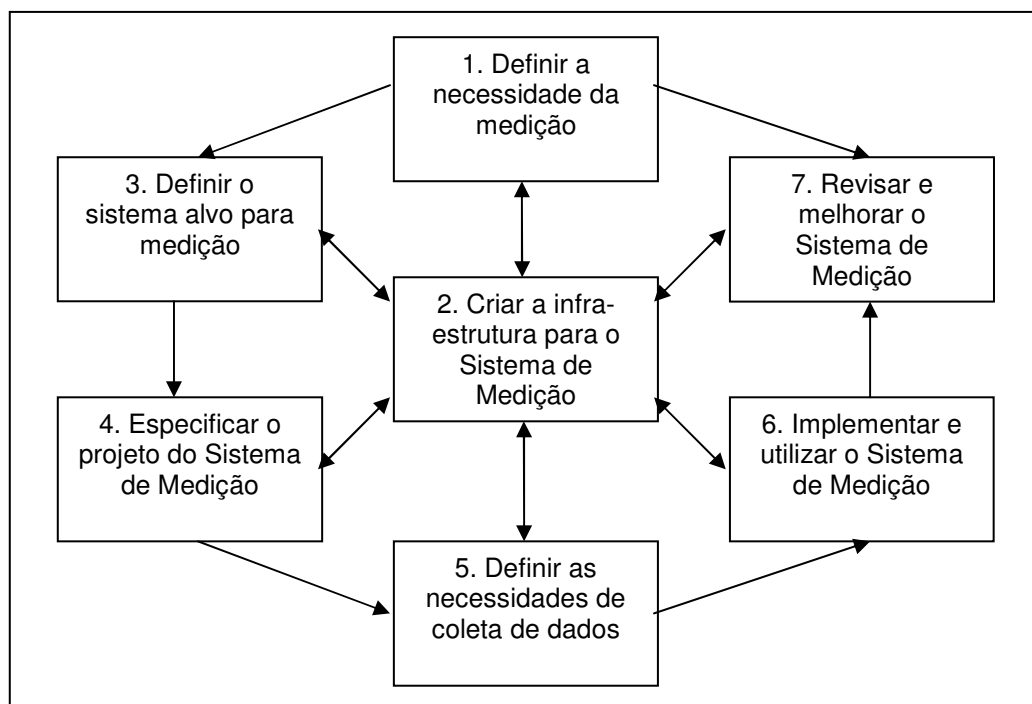 1. Definir a
necessidade da
medição
3. Definir o
sistema alvo para
medição
7. Revisar e
melhorar o
Sistema de
Medição
2. Criar a infra-
estrutura para o
Sistema de
Medição
4. Especificar o
projeto do Sistema
de Medição
6. Implementar e
utilizar o Sistema
de Medição
5. Definir as
necessidades de
coleta de dados